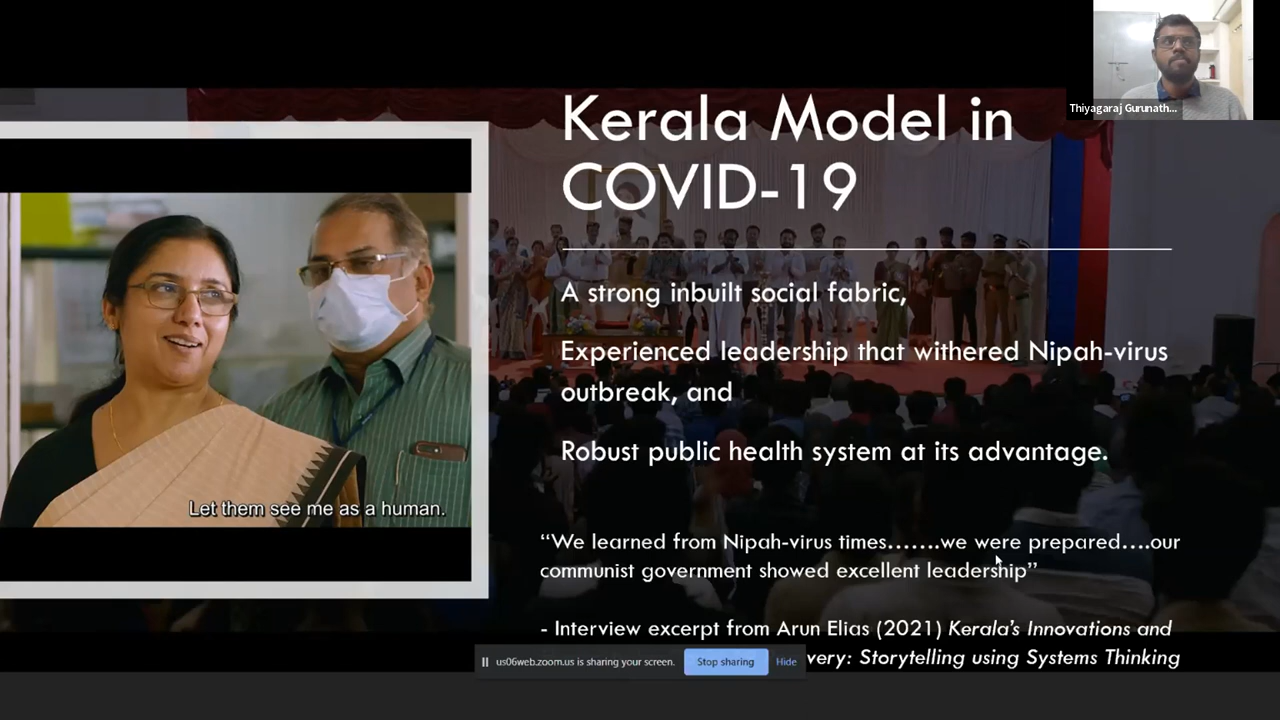 Thiyagaraj Gurunath...
Kerala Model in
COVID-19
A strong inbuilt social fabric,
Experienced leadership that withered Nipah-virus
outbreak, and
Robust public health system at its advantage.
Let them see me as a human.
“We learned from Nipah-virus times.......we were prepared....our
communist government showed excellent leadership”
- Interview excerpt from Arun Elias (2021) Kerala’s Innovations and
very: Storytelling using Systems Thinking
us06web.zoom.us is sharing your screen.
Stop sharing
Hide